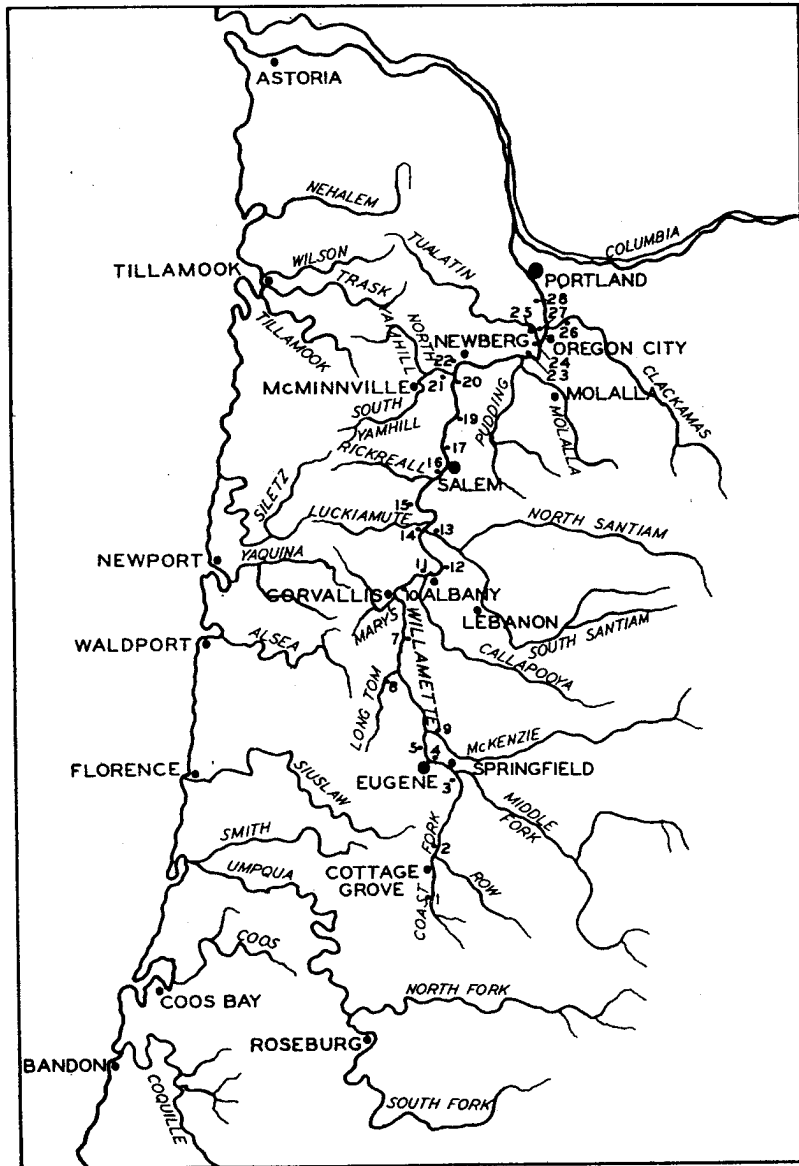 ASTORIA
NEHALEM
COLUMBIA
WILSON
TUALATIN
TILLAMOOK
TRASK
PORTLAND
28
25
27
TILLAMOOK
YAMHILL
NORTH
NEWBERG
26
OREGON CITY
22
24
23
McMINNVILLE
21
20
MOLALLA
CLACKAMAS
SOUTH
YAMHILL
19
PUDDING
MOLALLA
17
RICKREALL
16
SALEM
SILETZ
15
LUCKIAMUTE
14
13
NORTH SANTIAM
NEWPORT
YAQUINA
11
12
CORVALLIS
10
ALBANY
LEBANON
MARYS
WILLAMETTE
SOUTH SANTIAM
WALDPORT
ALSEA
7
CALLAPOOYA
LONG TOM
8
9
McKENZIE
5
4
FLORENCE
EUGENE
SPRINGFIELD
3
SIUSLAW
MIDDLE
FORK
SMITH
FORK
2
UMPQUA
COTTAGE
GROVE
ROW
COAST
1
COOS
COOS BAY
NORTH FORK
ROSEBURG
BANDON
COQUILLE
SOUTH FORK